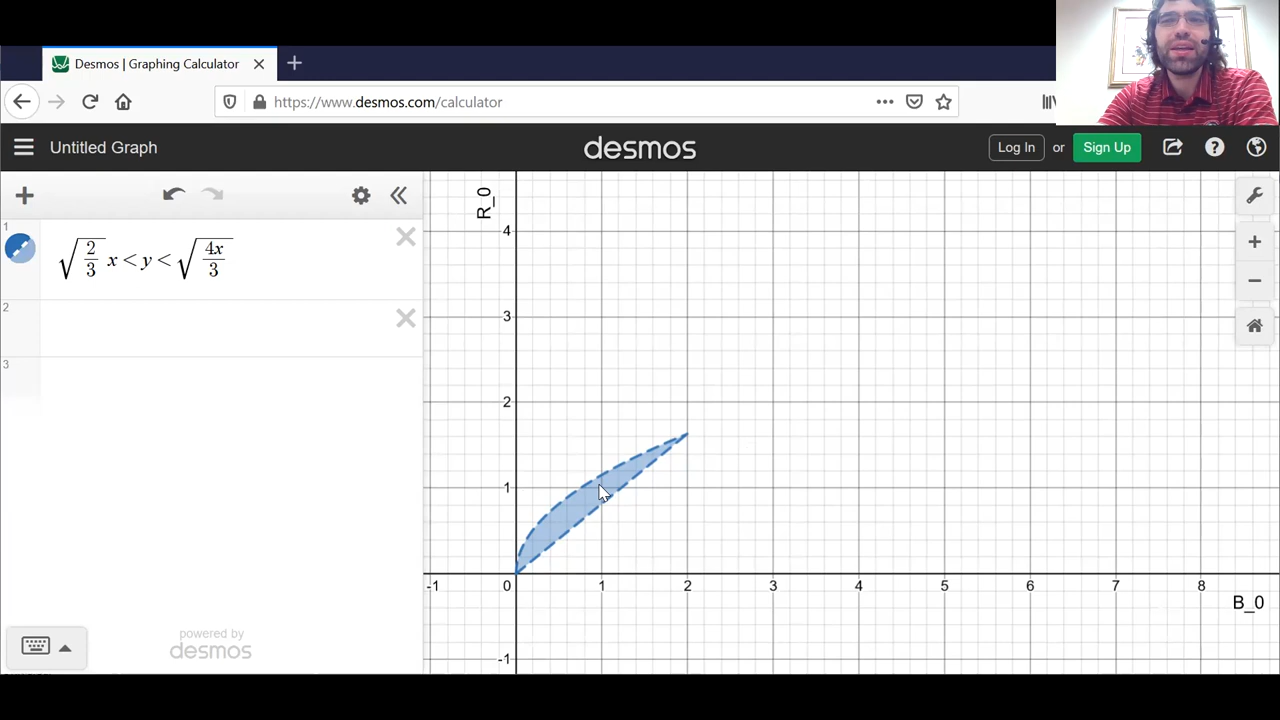 Desmos | Graphing Calculator
https://www.desmos.com/calculator
Untitled Graph
desmos
Log In or Sign Up
1
√(2/3) x < y < √(4x/3)
2
3
powered by
desmos
R_0
4
3
2
1
-1
-1 0 1 2 3 4 5 6 7 8
B_0